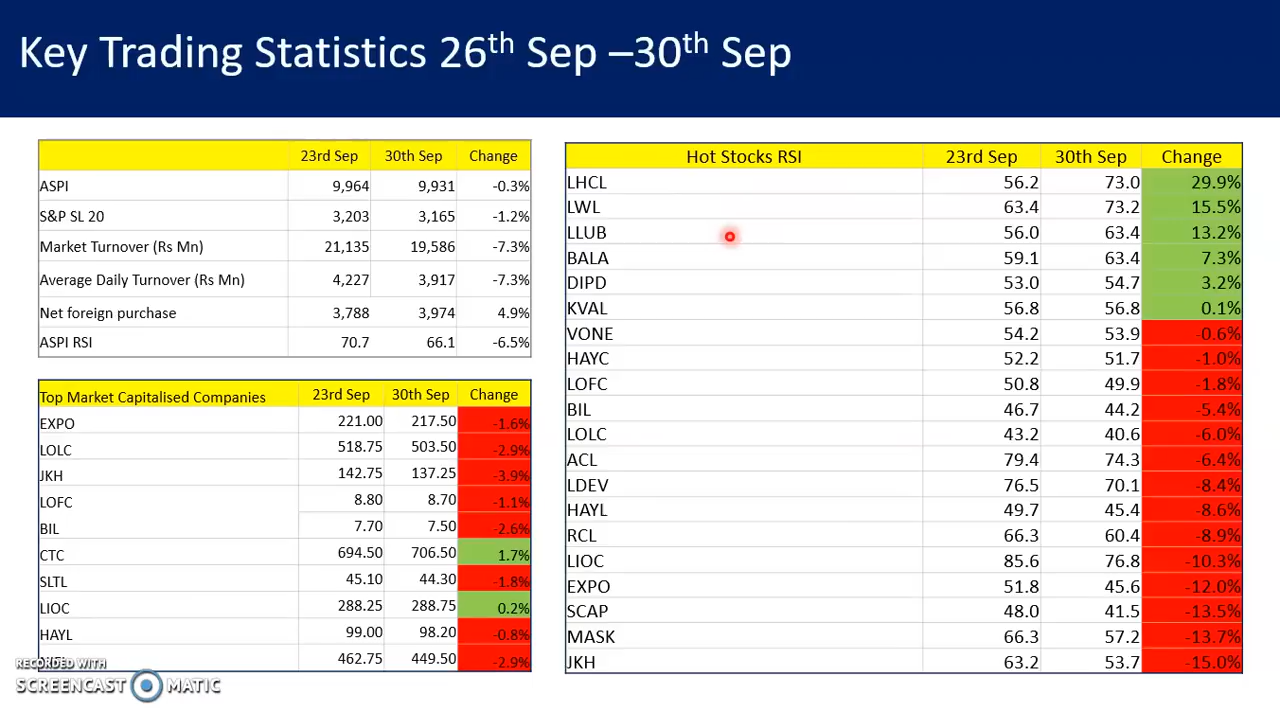 Key Trading Statistics 26th Sep –30th Sep
23rd Sep 30th Sep Change
ASPI 9,964 9,931 -0.3%
S&P SL 20 3,203 3,165 -1.2%
Market Turnover (Rs Mn) 21,135 19,586 -7.3%
Average Daily Turnover (Rs Mn) 4,227 3,917 -7.3%
Net foreign purchase 3,788 3,974 4.9%
ASPI RSI 70.7 66.1 -6.5%
Top Market Capitalised Companies 23rd Sep 30th Sep Change
EXPO 221.00 217.50 -1.6%
LOLC 518.75 503.50 -2.9%
JKH 142.75 137.25 -3.9%
LOFC 8.80 8.70 -1.1%
BIL 7.70 7.50 -2.6%
CTC 694.50 706.50 1.7%
SLTL 45.10 44.30 -1.8%
LIOC 288.25 288.75 0.2%
HAYL 99.00 98.20 -0.8%
462.75 449.50 -2.9%
Hot Stocks RSI 23rd Sep 30th Sep Change
LHCL 56.2 73.0 29.9%
LWL 63.4 73.2 15.5%
LLUB 56.0 63.4 13.2%
BALA 59.1 63.4 7.3%
DIPD 53.0 54.7 3.2%
KVAL 56.8 56.8 0.1%
VONE 54.2 53.9 -0.6%
HAYC 52.2 51.7 -1.0%
LOFC 50.8 49.9 -1.8%
BIL 46.7 44.2 -5.4%
LOLC 43.2 40.6 -6.0%
ACL 79.4 74.3 -6.4%
LDEV 76.5 70.1 -8.4%
HAYL 49.7 45.4 -8.6%
RCL 66.3 60.4 -8.9%
LIOC 85.6 76.8 -10.3%
EXPO 51.8 45.6 -12.0%
SCAP 48.0 41.5 -13.5%
MASK 66.3 57.2 -13.7%
JKH 63.2 53.7 -15.0%
RECORDED WITH
SCREENCAST MATIC